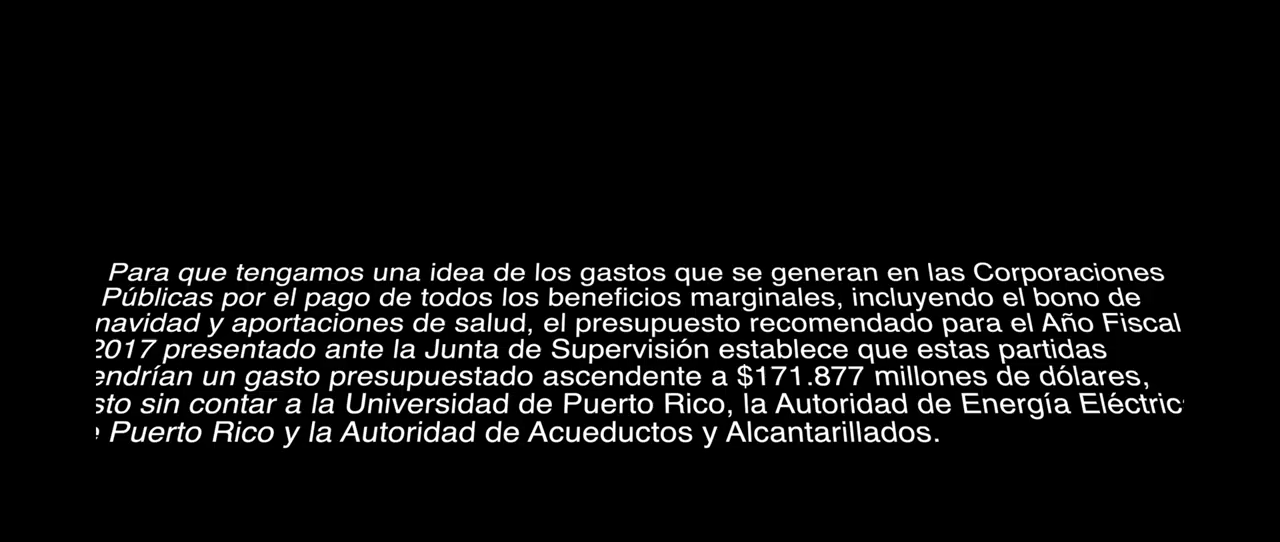 Para que tengamos una idea de los gastos que se generan en las Corporaciones
Públicas por el pago de todos los beneficios marginales, incluyendo el bono de
navidad y aportaciones de salud, el presupuesto recomendado para el Año Fiscal
2017 presentado ante la Junta de Supervisión establece que estas partidas
endrían un gasto presupuestado ascendente a $171.877 millones de dólares,
sto sin contar a la Universidad de Puerto Rico, la Autoridad de Energía Eléctric
Puerto Rico y la Autoridad de Acueductos y Alcantarillados.